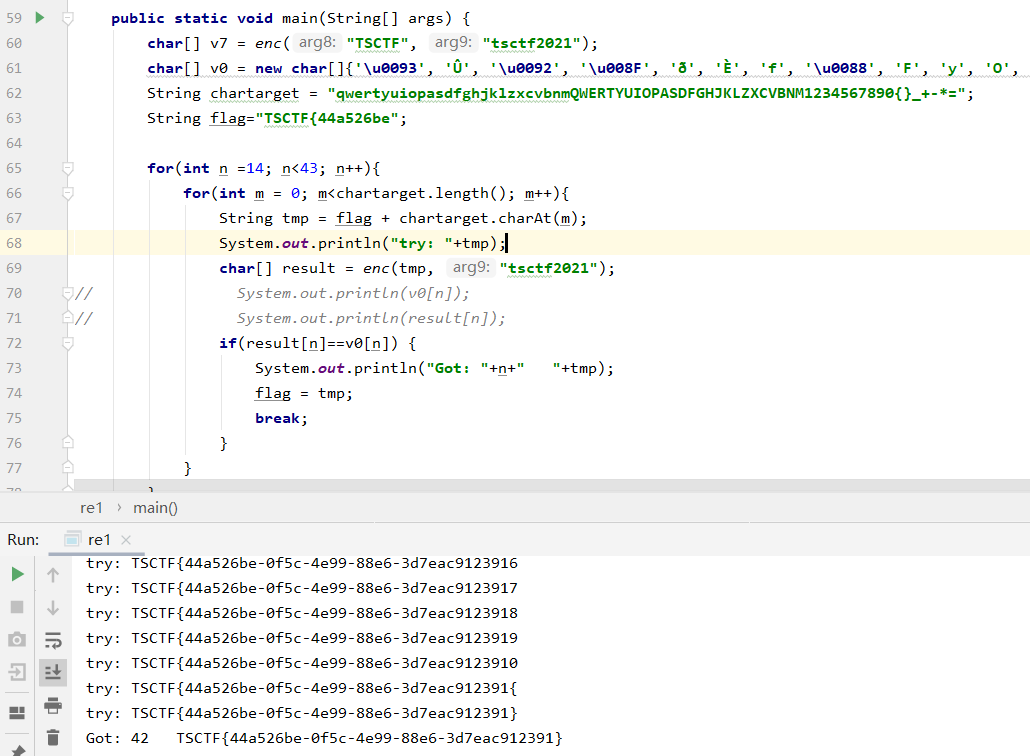 59 public static void main(String[] args) {
60 char[] v7 = enc( arg8: "TSCTF", arg9: "tsctf2021");
61 char[] v0 = new char[]{'\u0093', 'Û', '\u0092', '\u008F', 'ð', 'È', 'f', '\u0088', 'F', 'y', 'O',
62 String chartarget = "qwertyuiopasdfghjklzxcvbnmQWERTYUIOPASDFGHJKLZXCVBNM1234567890{}_+-*=";
63 String flag="TSCTF{44a526be";
64
65 for(int n =14; n<43; n++){
66 for(int m = 0; m<chartarget.length(); m++){
67 String tmp = flag + chartarget.charAt(m);
68 System.out.println("try: "+tmp);
69 char[] result = enc(tmp, arg9: "tsctf2021");
70 // System.out.println(v0[n]);
71 // System.out.println(result[n]);
72 if(result[n]==v0[n]) {
73 System.out.println("Got: "+n+"   "+tmp);
74 flag = tmp;
75 break;
76 }
77 }
re1 › main()
Run: re1 ×
try: TSCTF{44a526be-0f5c-4e99-88e6-3d7eac9123916
try: TSCTF{44a526be-0f5c-4e99-88e6-3d7eac9123917
try: TSCTF{44a526be-0f5c-4e99-88e6-3d7eac9123918
try: TSCTF{44a526be-0f5c-4e99-88e6-3d7eac9123919
try: TSCTF{44a526be-0f5c-4e99-88e6-3d7eac9123910
try: TSCTF{44a526be-0f5c-4e99-88e6-3d7eac912391{
try: TSCTF{44a526be-0f5c-4e99-88e6-3d7eac912391}
Got: 42   TSCTF{44a526be-0f5c-4e99-88e6-3d7eac912391}